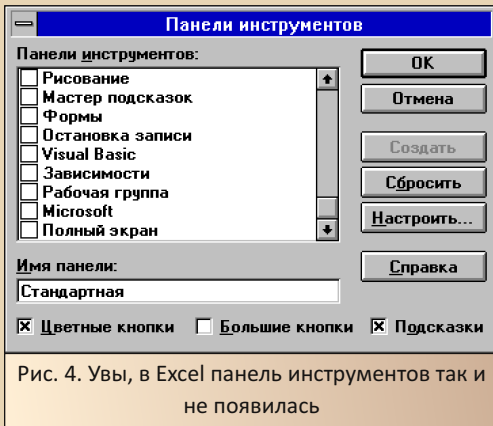 Панели инструментов
Панели инструментов:
Рисование
Мастер подсказок
Формы
Остановка записи
Visual Basic
Зависимости
Рабочая группа
Microsoft
Полный экран
OK
Отмена
Создать
Сбросить
Настроить...
Справка
Имя панели:
Стандартная
Цветные кнопки Большие кнопки Подсказки
Рис. 4. Увы, в Excel панель инструментов так и
не появилась